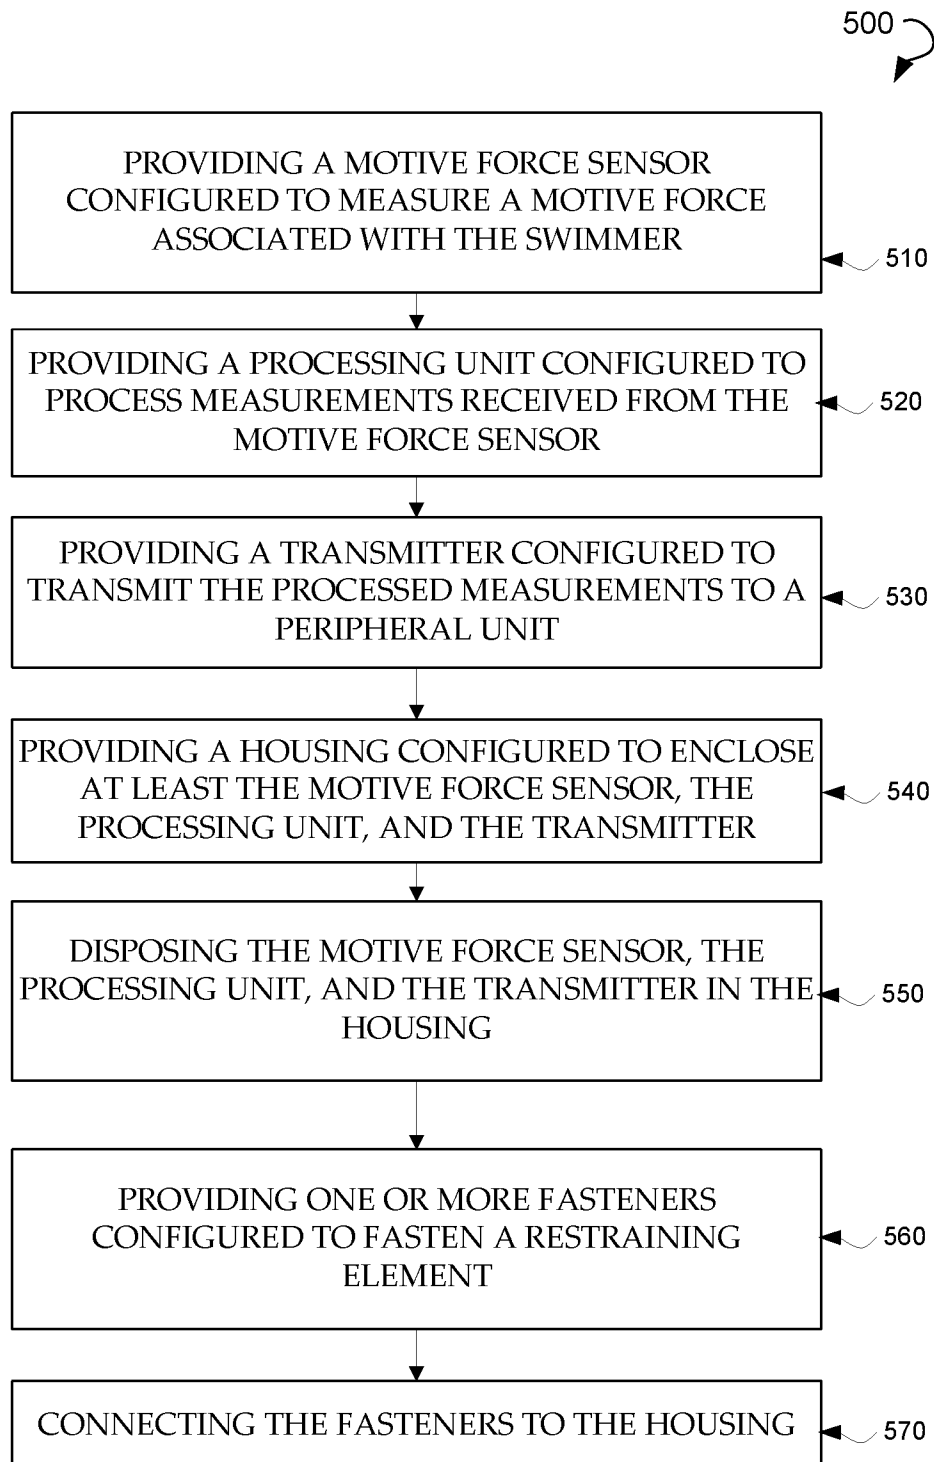 500
PROVIDING A MOTIVE FORCE SENSOR
CONFIGURED TO MEASURE A MOTIVE FORCE
ASSOCIATED WITH THE SWIMMER
510
PROVIDING A PROCESSING UNIT CONFIGURED TO
PROCESS MEASUREMENTS RECEIVED FROM THE
MOTIVE FORCE SENSOR
520
PROVIDING A TRANSMITTER CONFIGURED TO
TRANSMIT THE PROCESSED MEASUREMENTS TO A
PERIPHERAL UNIT
530
PROVIDING A HOUSING CONFIGURED TO ENCLOSE
AT LEAST THE MOTIVE FORCE SENSOR, THE
PROCESSING UNIT, AND THE TRANSMITTER
540
DISPOSING THE MOTIVE FORCE SENSOR, THE
PROCESSING UNIT, AND THE TRANSMITTER IN THE
HOUSING
550
PROVIDING ONE OR MORE FASTENERS
CONFIGURED TO FASTEN A RESTRAINING
ELEMENT
560
CONNECTING THE FASTENERS TO THE HOUSING
570